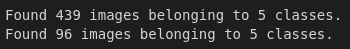 Found 439 images belonging to 5 classes.
Found 96 images belonging to 5 classes.